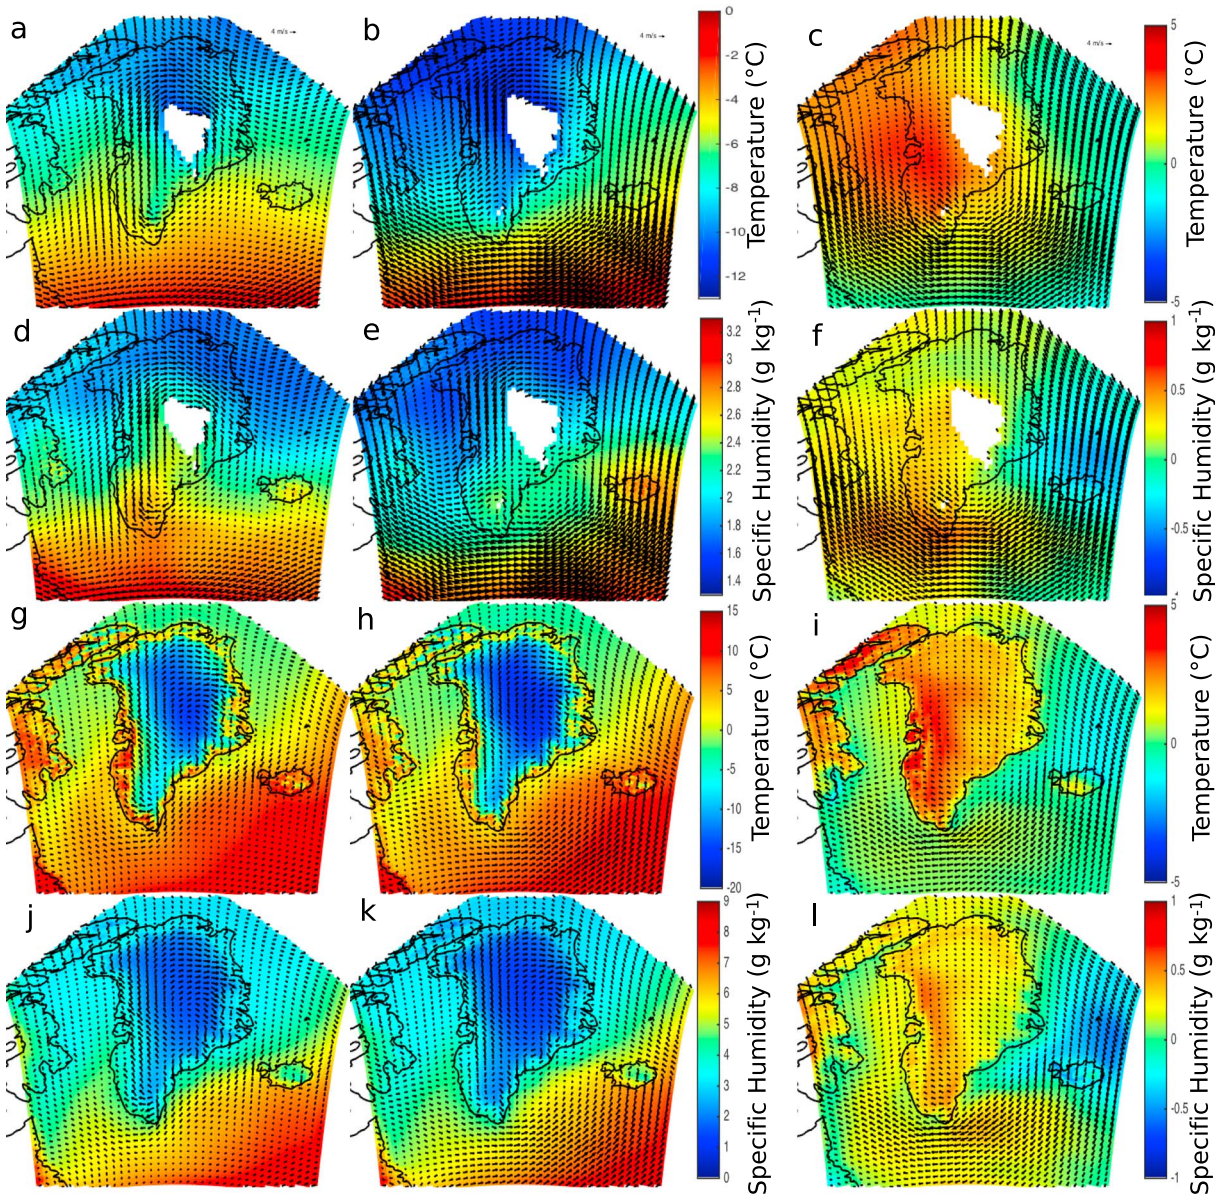 a
4 m/s
b
4 m/s
0
-2
-4
-6
-8
-10
-12
Temperature (°C)
c
4 m/s
5
0
-5
Temperature (°C)
d
e
3.2
3
2.8
2.6
2.4
2.2
2
1.8
1.6
1.4
Specific Humidity (g kg⁻¹)
f
1
0.5
0
-0.5
Specific Humidity (g kg⁻¹)
g
h
15
10
5
0
-5
-10
-15
-20
Temperature (°C)
i
5
0
-5
Temperature (°C)
j
k
9
8
7
6
5
4
3
2
1
0
Specific Humidity (g kg⁻¹)
l
1
0.5
0
-0.5
-1
Specific Humidity (g kg⁻¹)